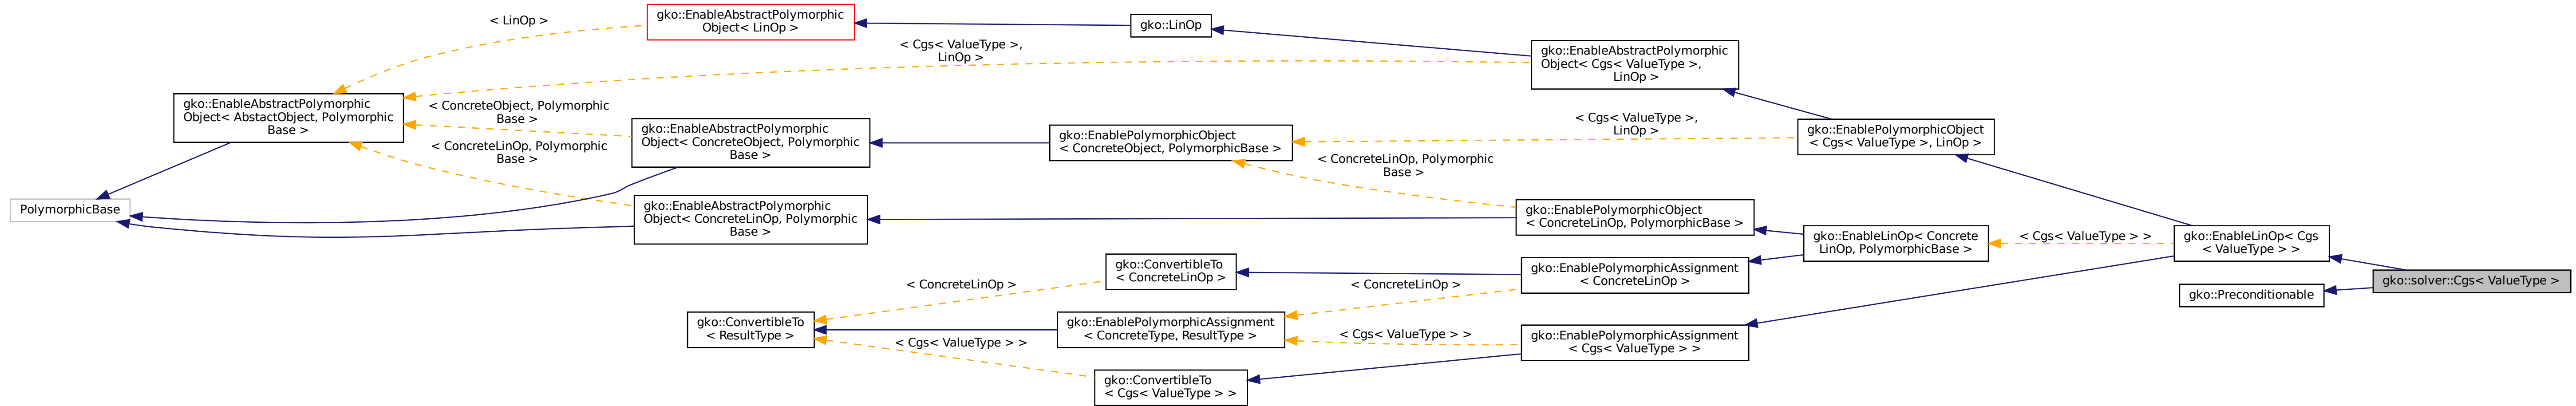 < LinOp >
gko::EnableAbstractPolymorphic
Object< LinOp >
gko::LinOp
< Cgs< ValueType >,
LinOp >
gko::EnableAbstractPolymorphic
Object< Cgs< ValueType >,
LinOp >
gko::EnableAbstractPolymorphic
Object< AbstactObject, Polymorphic
Base >
< ConcreteObject, Polymorphic
Base >
gko::EnableAbstractPolymorphic
Object< ConcreteObject, Polymorphic
Base >
gko::EnablePolymorphicObject
< ConcreteObject, PolymorphicBase >
< Cgs< ValueType >,
LinOp >
gko::EnablePolymorphicObject
< Cgs< ValueType >, LinOp >
< ConcreteLinOp, Polymorphic
Base >
< ConcreteLinOp, Polymorphic
Base >
PolymorphicBase
gko::EnableAbstractPolymorphic
Object< ConcreteLinOp, Polymorphic
Base >
gko::EnablePolymorphicObject
< ConcreteLinOp, PolymorphicBase >
gko::EnableLinOp< Concrete
LinOp, PolymorphicBase >
< Cgs< ValueType > >
gko::EnableLinOp< Cgs
< ValueType > >
gko::ConvertibleTo
< ConcreteLinOp >
gko::EnablePolymorphicAssignment
< ConcreteLinOp >
gko::solver::Cgs< ValueType >
< ConcreteLinOp >
< ConcreteLinOp >
gko::Preconditionable
gko::ConvertibleTo
< ResultType >
gko::EnablePolymorphicAssignment
< ConcreteType, ResultType >
< Cgs< ValueType > >
gko::EnablePolymorphicAssignment
< Cgs< ValueType > >
< Cgs< ValueType > >
gko::ConvertibleTo
< Cgs< ValueType > >